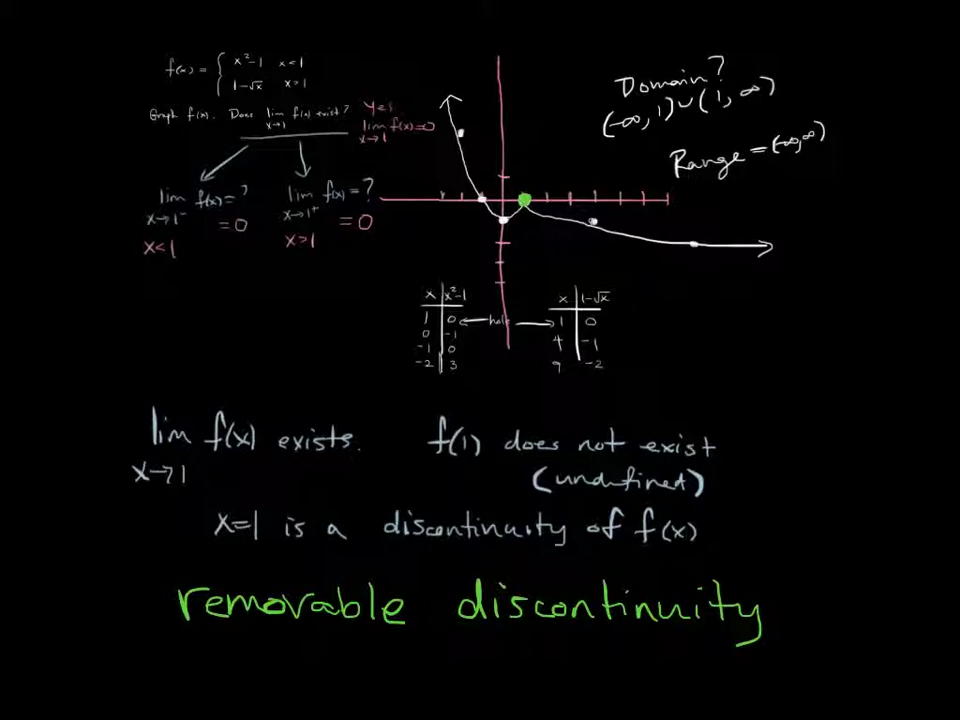 f(x) = { x²-1 x<1
1-√x x>1
Graph f(x). Does lim f(x) exist?
x→1
Yes
lim f(x)=0
x→1
Domain?
(-∞, 1) ∪ (1, ∞)
Range = (-∞,∞)
lim f(x)=?
x→1⁻
= 0
x<1
lim f(x)=?
x→1⁺
= 0
x>1
x | x²-1
1 | 0
0 | -1
-1 | 0
-2 | 3
hole
x | 1-√x
1 | 0
4 | -1
9 | -2
lim f(x) exists.
x→1
f(1) does not exist
(undefined)
x=1 is a discontinuity of f(x)
removable discontinuity